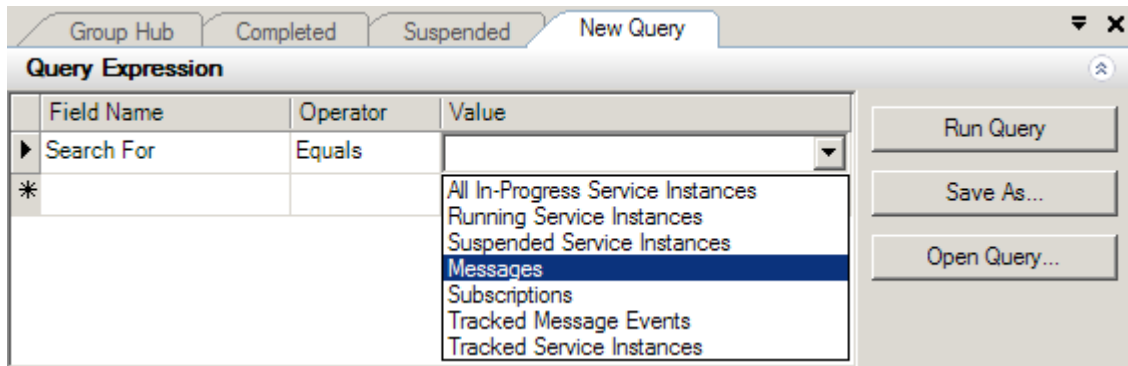 Group Hub Completed Suspended New Query
Query Expression
Field Name Operator Value
Search For Equals
All In-Progress Service Instances
Running Service Instances
Suspended Service Instances
Messages
Subscriptions
Tracked Message Events
Tracked Service Instances
Run Query
Save As...
Open Query...